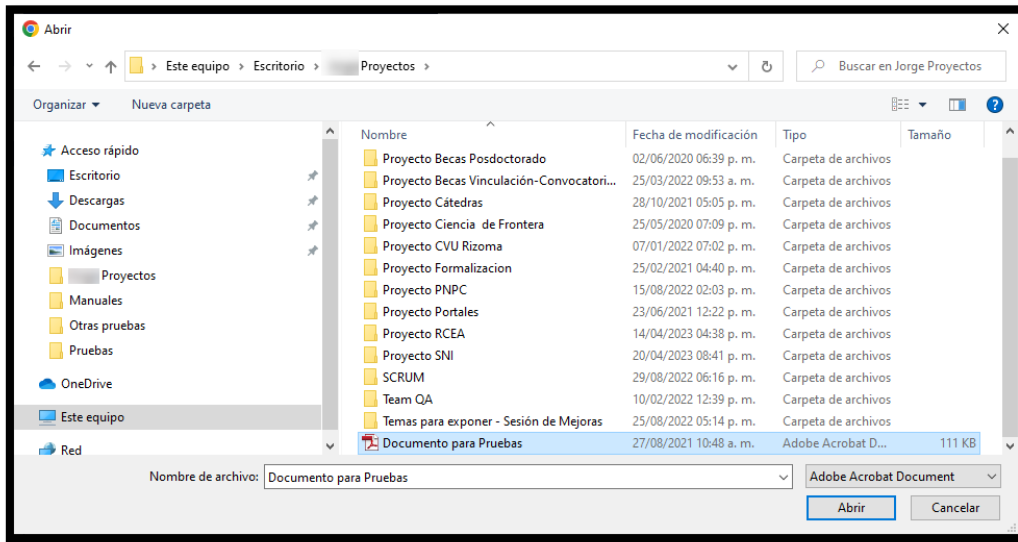 Abrir
Este equipo > Escritorio > Proyectos >
Buscar en Jorge Proyectos
Organizar
Nueva carpeta
Acceso rápido
Escritorio
Descargas
Documentos
Imágenes
Proyectos
Manuales
Otras pruebas
Pruebas
OneDrive
Este equipo
Red
Nombre Fecha de modificación Tipo Tamaño
Proyecto Becas Posdoctorado 02/06/2020 06:39 p. m. Carpeta de archivos
Proyecto Becas Vinculación-Convocatori... 25/03/2022 09:53 a. m. Carpeta de archivos
Proyecto Cátedras 28/10/2021 05:05 p. m. Carpeta de archivos
Proyecto Ciencia de Frontera 25/05/2020 07:09 p. m. Carpeta de archivos
Proyecto CVU Rizoma 07/01/2022 07:02 p. m. Carpeta de archivos
Proyecto Formalizacion 25/02/2021 04:40 p. m. Carpeta de archivos
Proyecto PNPC 15/08/2022 02:03 p. m. Carpeta de archivos
Proyecto Portales 23/06/2021 12:22 p. m. Carpeta de archivos
Proyecto RCEA 14/04/2023 04:38 p. m. Carpeta de archivos
Proyecto SNI 20/04/2023 08:41 p. m. Carpeta de archivos
SCRUM 29/08/2022 06:16 p. m. Carpeta de archivos
Team QA 10/02/2022 12:39 p. m. Carpeta de archivos
Temas para exponer - Sesión de Mejoras 25/08/2022 05:14 p. m. Carpeta de archivos
Documento para Pruebas 27/08/2021 10:48 a. m. Adobe Acrobat D... 111 KB
Nombre de archivo: Documento para Pruebas
Adobe Acrobat Document
Abrir
Cancelar